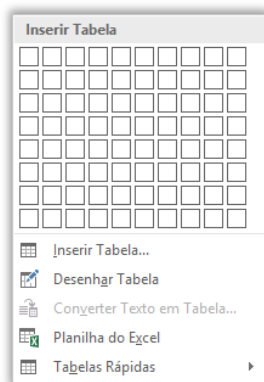 Inserir Tabela
Inserir Tabela...
Desenhar Tabela
Converter Texto em Tabela...
Planilha do Excel
Tabelas Rápidas